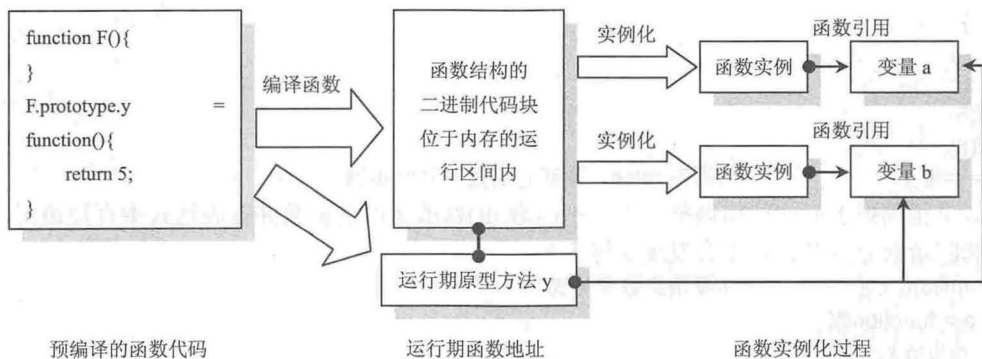 function F(){
}
F.prototype.y =
function(){
return 5;
}
编译函数
函数结构的
二进制代码块
位于内存的运
行区间内
运行期原型方法 y
实例化
函数实例
函数引用
变量 a
实例化
函数实例
函数引用
变量 b
预编译的函数代码
运行期函数地址
函数实例化过程